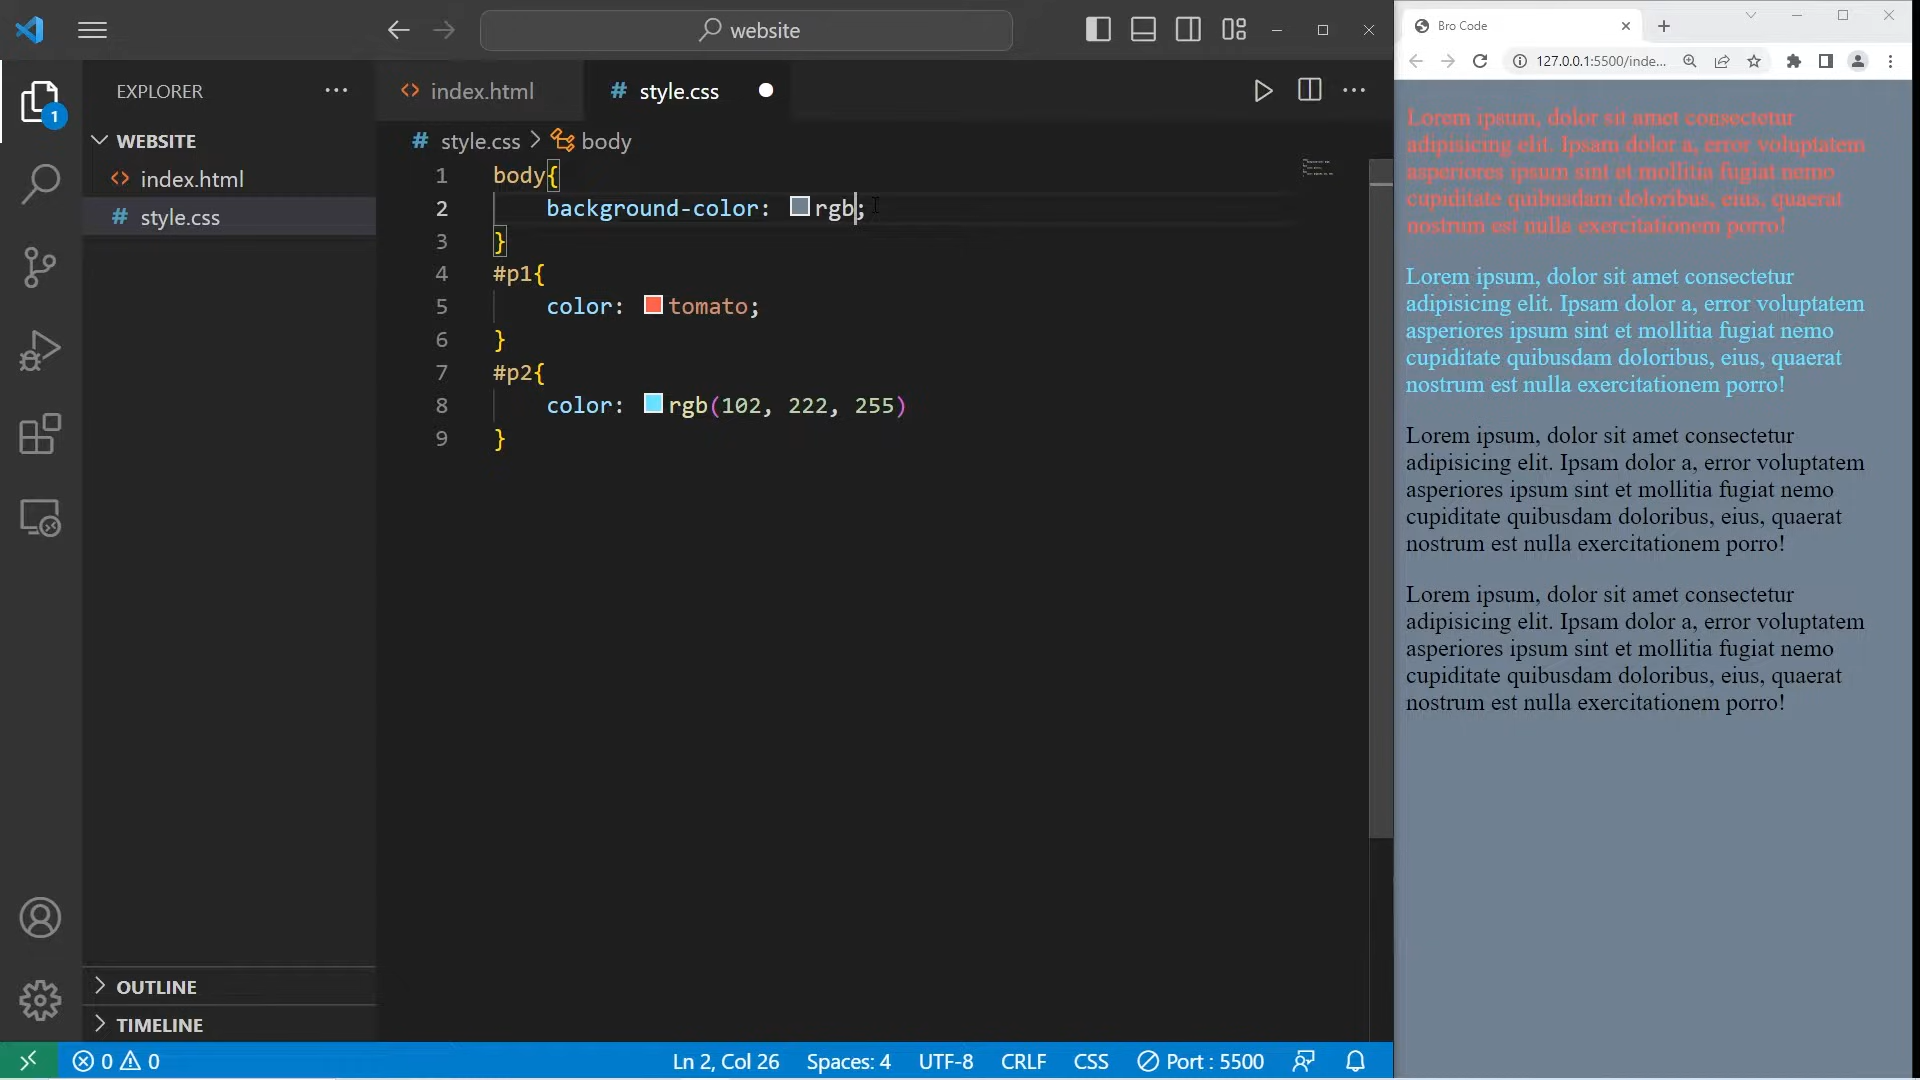 website
EXPLORER
WEBSITE
index.html
# style.css
1
OUTLINE
TIMELINE
index.html
# style.css
# style.css > body
1 body{
2 background-color: rgb;
3 }
4 #p1{
5 color: tomato;
6 }
7 #p2{
8 color: rgb(102, 222, 255)
9 }
0 0
Ln 2, Col 26
Spaces: 4
UTF-8
CRLF
CSS
Port : 5500
Bro Code
127.0.0.1:5500/inde...
Lorem ipsum, dolor sit amet consectetur
adipisicing elit. Ipsam dolor a, error voluptatem
asperiores ipsum sint et mollitia fugiat nemo
cupiditate quibusdam doloribus, eius, quaerat
nostrum est nulla exercitationem porro!
Lorem ipsum, dolor sit amet consectetur
adipisicing elit. Ipsam dolor a, error voluptatem
asperiores ipsum sint et mollitia fugiat nemo
cupiditate quibusdam doloribus, eius, quaerat
nostrum est nulla exercitationem porro!
Lorem ipsum, dolor sit amet consectetur
adipisicing elit. Ipsam dolor a, error voluptatem
asperiores ipsum sint et mollitia fugiat nemo
cupiditate quibusdam doloribus, eius, quaerat
nostrum est nulla exercitationem porro!
Lorem ipsum, dolor sit amet consectetur
adipisicing elit. Ipsam dolor a, error voluptatem
asperiores ipsum sint et mollitia fugiat nemo
cupiditate quibusdam doloribus, eius, quaerat
nostrum est nulla exercitationem porro!